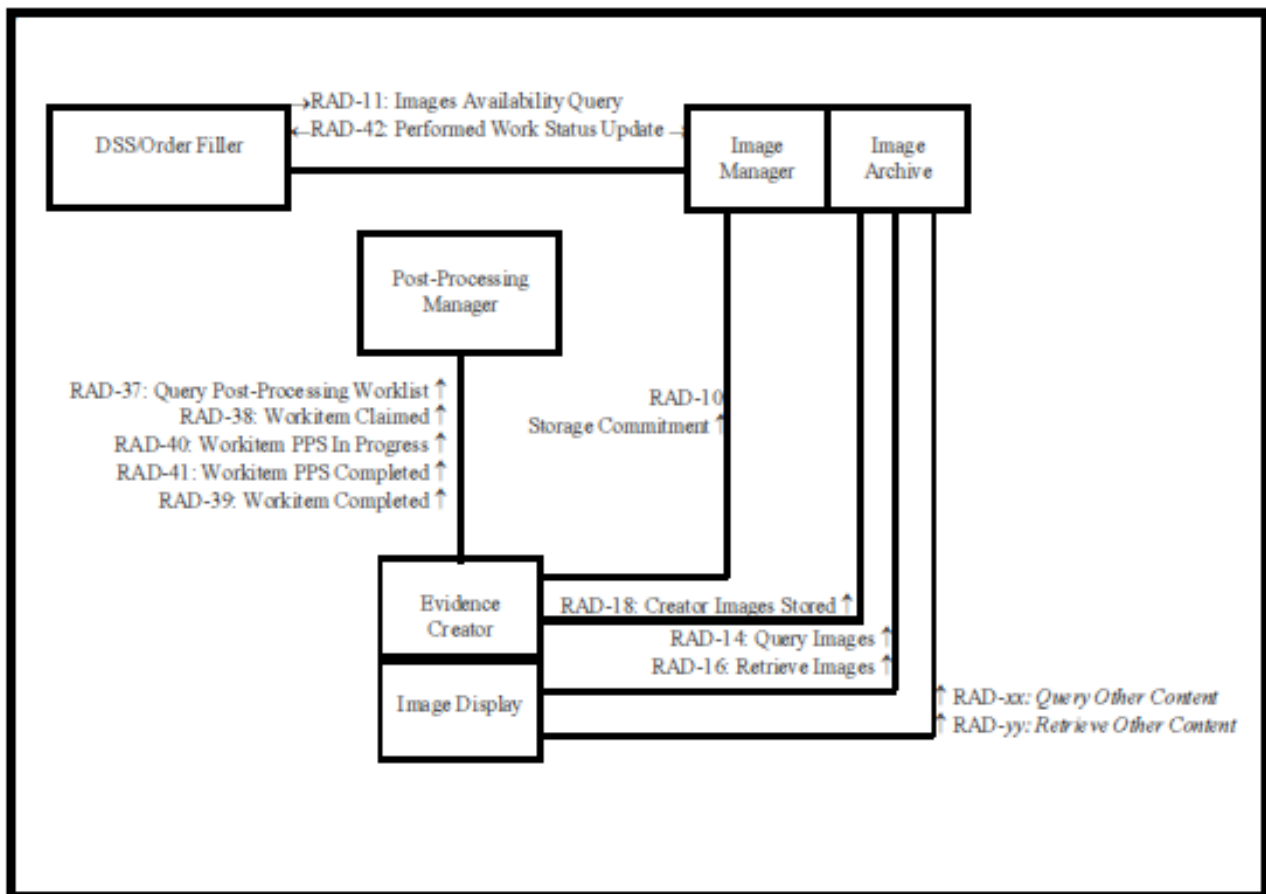 →RAD-11: Images Availability Query
←RAD-42: Performed Work Status Update →
DSS/Order Filler
Image
Manager
Image
Archive
Post-Processing
Manager
RAD-37: Query Post-Processing Worklist ↑
RAD-38: Workitem Claimed ↑
RAD-40: Workitem PPS In Progress ↑
RAD-41: Workitem PPS Completed ↑
RAD-39: Workitem Completed ↑
RAD-10
Storage Commitment ↑
Evidence
Creator
RAD-18: Creator Images Stored ↑
RAD-14: Query Images ↑
RAD-16: Retrieve Images ↑
Image Display
↑ RAD-xx: Query Other Content
↑ RAD-yy: Retrieve Other Content